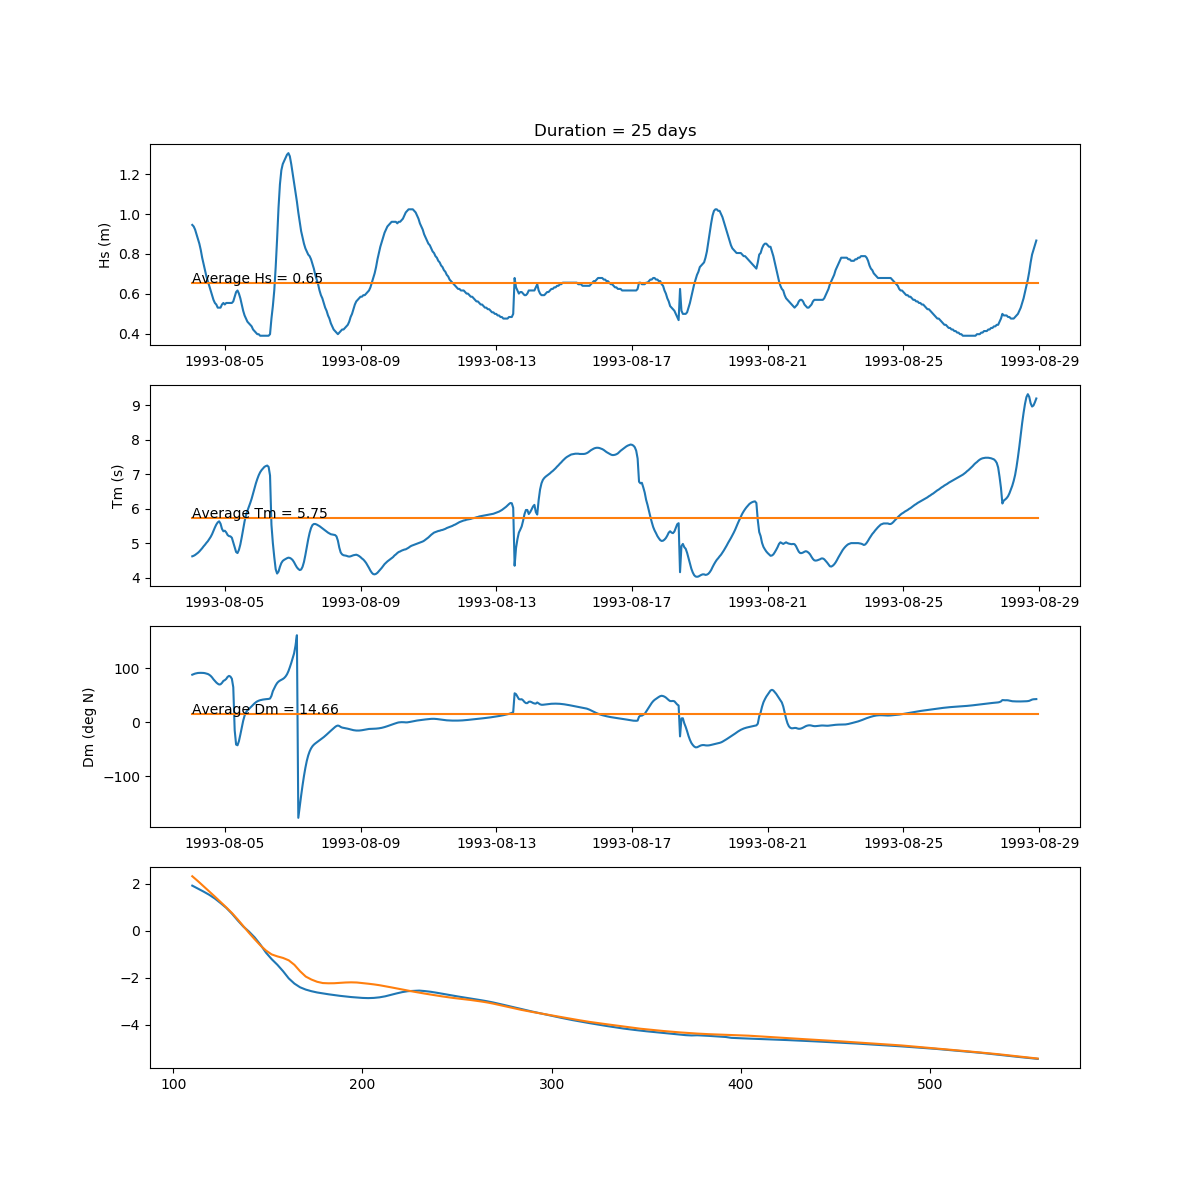 Duration = 25 days
Hs (m)
1.2
1.0
0.8
0.6
0.4
Average Hs = 0.65
1993-08-05 1993-08-09 1993-08-13 1993-08-17 1993-08-21 1993-08-25 1993-08-29
Tm (s)
9
8
7
6
5
4
Average Tm = 5.75
1993-08-05 1993-08-09 1993-08-13 1993-08-17 1993-08-21 1993-08-25 1993-08-29
Dm (deg N)
100
0
−100
Average Dm = 14.66
1993-08-05 1993-08-09 1993-08-13 1993-08-17 1993-08-21 1993-08-25 1993-08-29
2
0
−2
−4
100 200 300 400 500